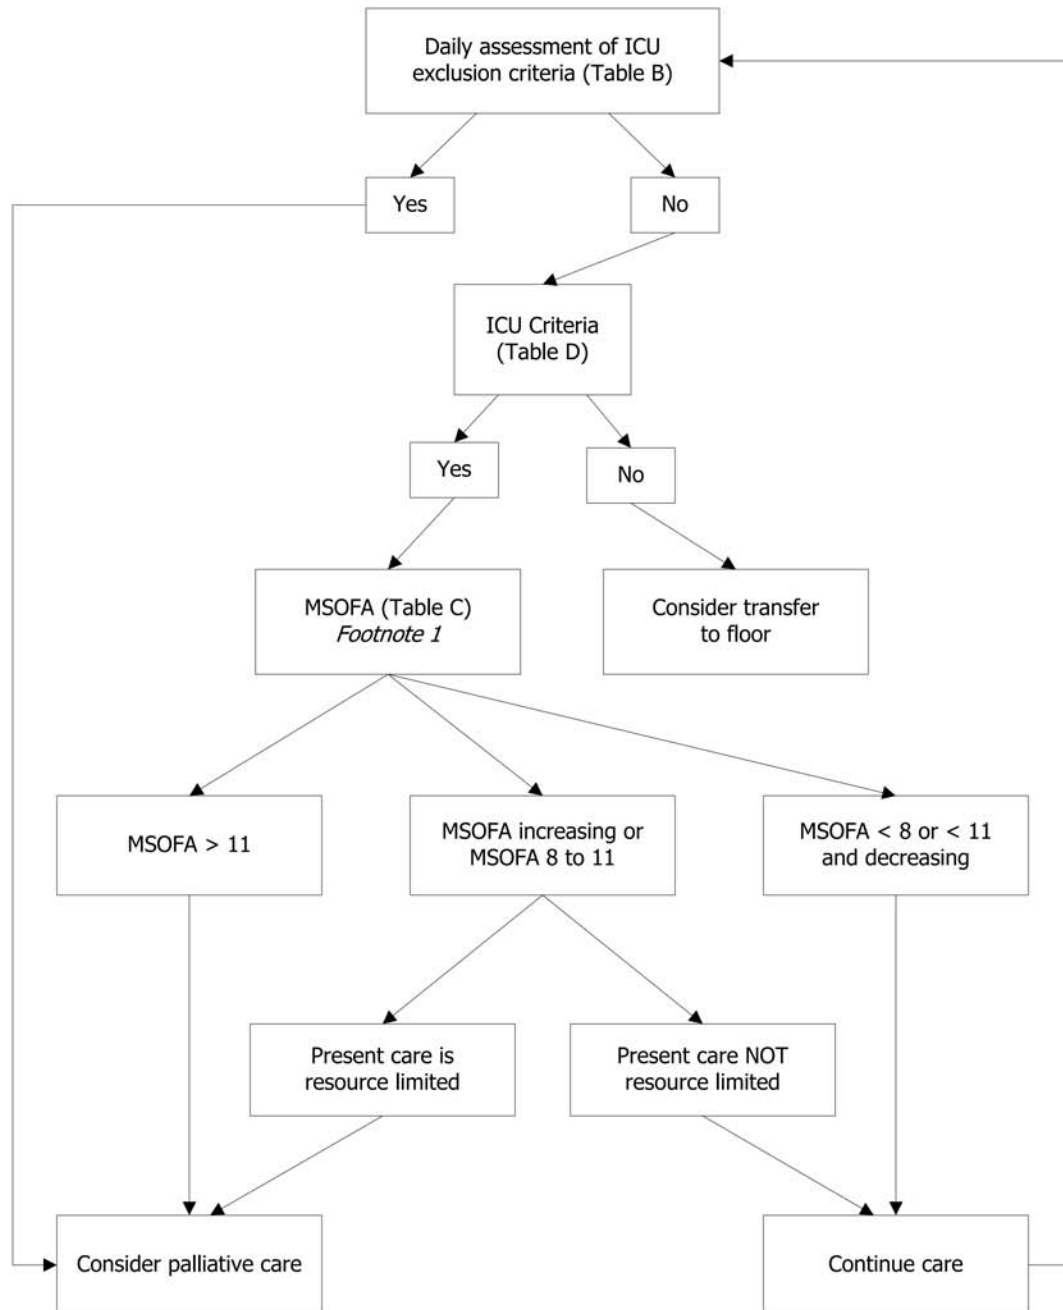 Daily assessment of ICU
exclusion criteria (Table B)
Yes
No
ICU Criteria
(Table D)
Yes
No
MSOFA (Table C)
Footnote 1
Consider transfer
to floor
MSOFA > 11
MSOFA increasing or
MSOFA 8 to 11
MSOFA < 8 or < 11
and decreasing
Present care is
resource limited
Present care NOT
resource limited
Consider palliative care
Continue care